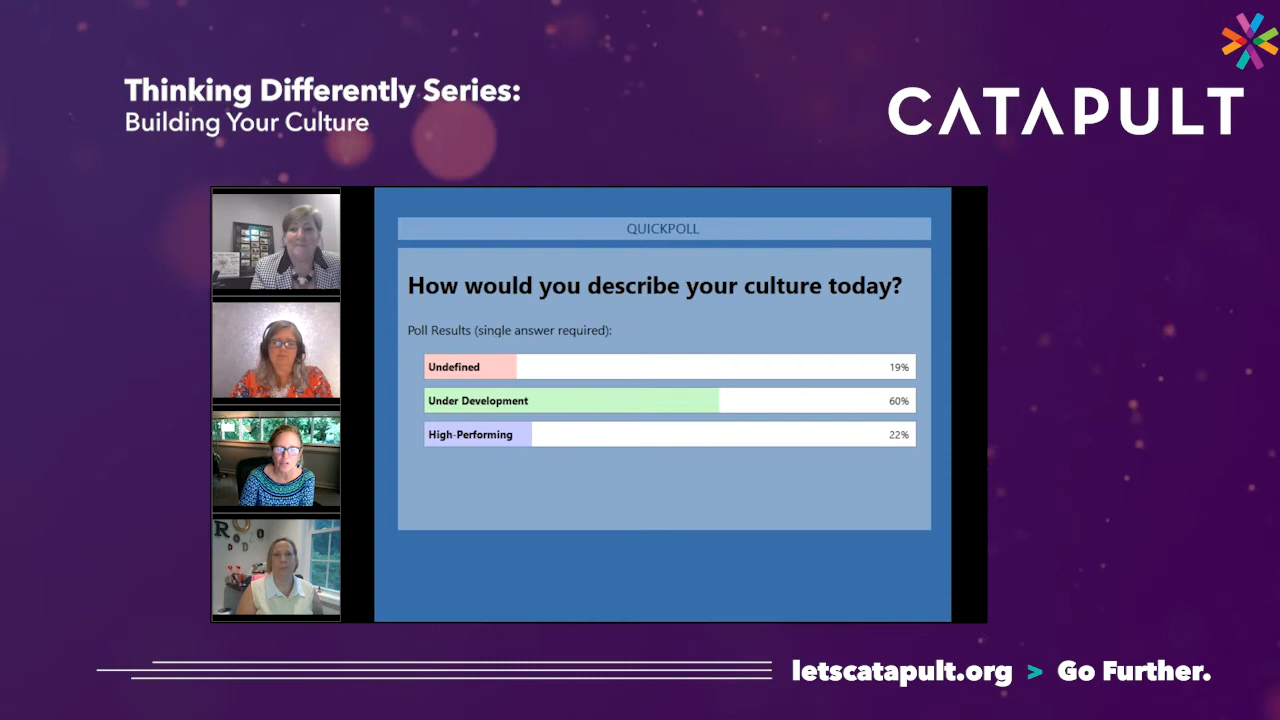 Thinking Differently Series:
Building Your Culture
CATAPULT
QUICKPOLL
How would you describe your culture today?
Poll Results (single answer required):
Undefined 19%
Under Development 60%
High-Performing 22%
R O O
D D O
letscatapult.org > Go Further.